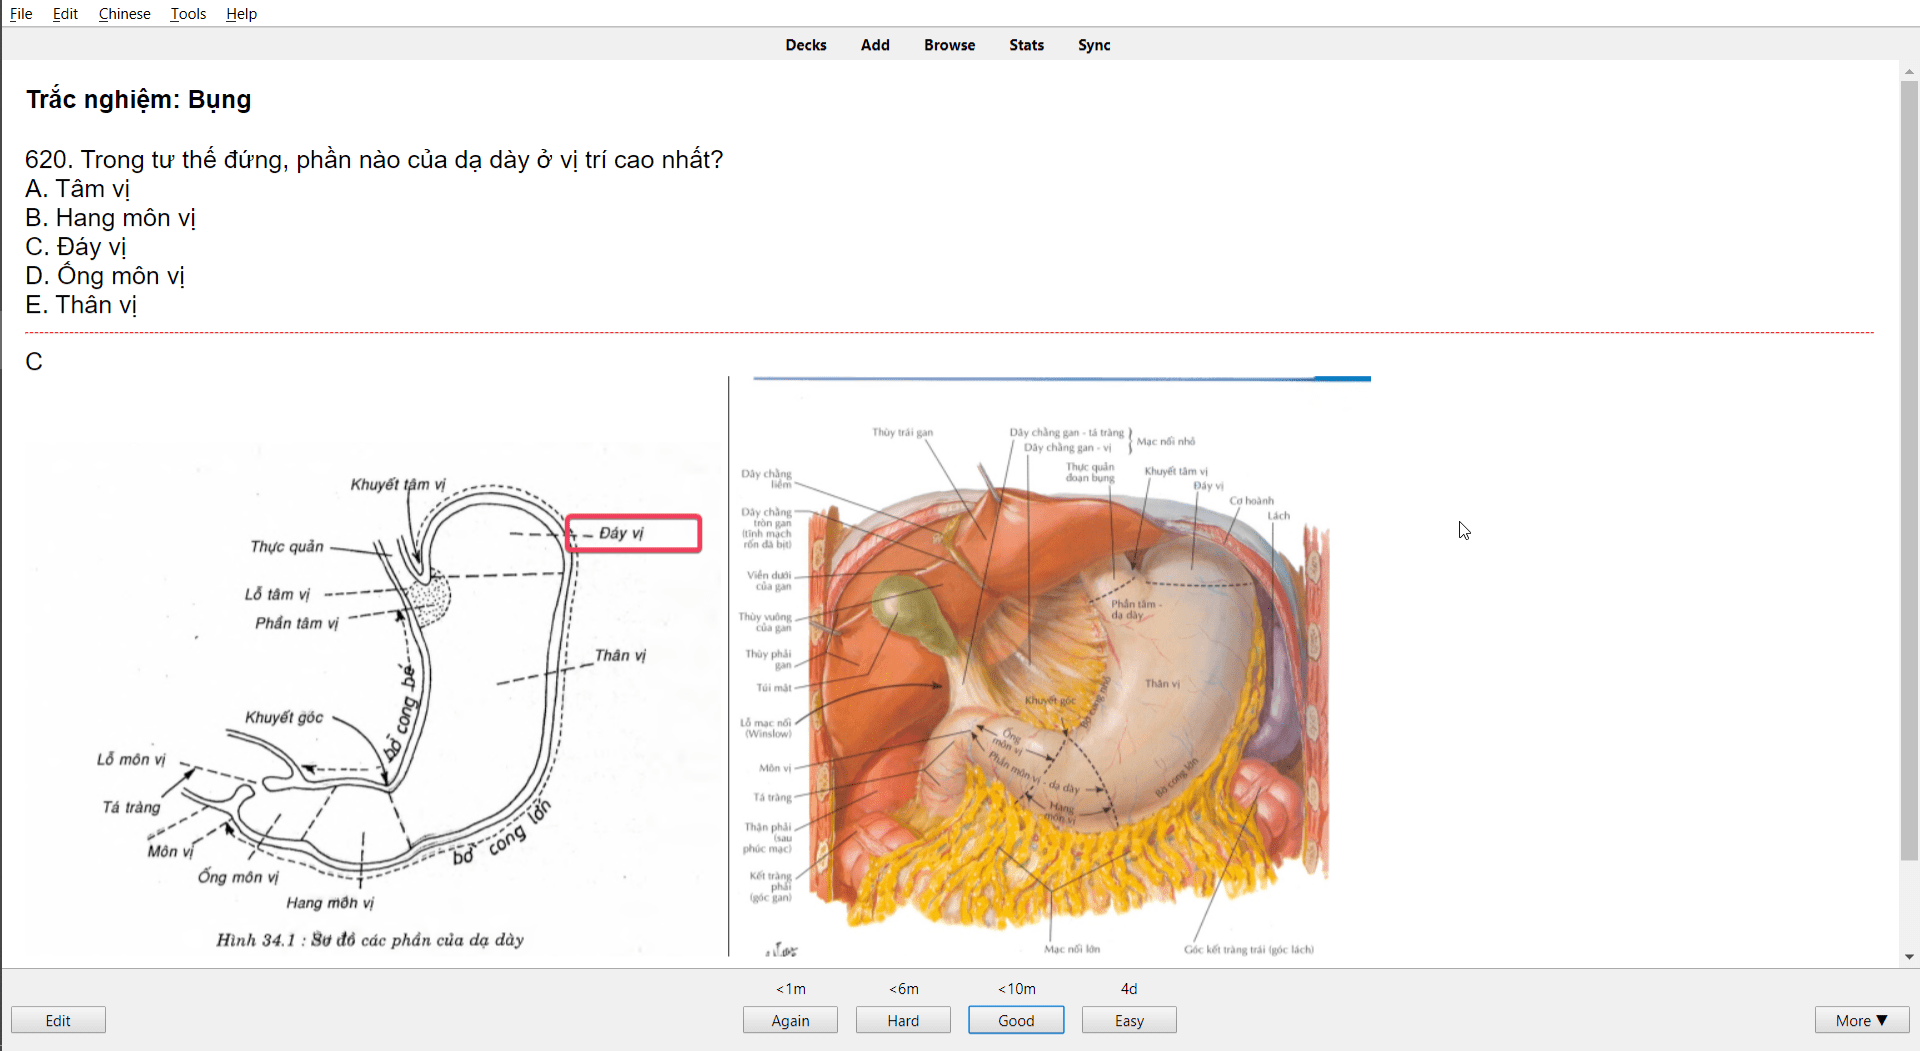 File Edit Chinese Tools Help
Decks Add Browse Stats Sync
Trắc nghiệm: Bụng
620. Trong tư thế đứng, phần nào của dạ dày ở vị trí cao nhất?
A. Tâm vị
B. Hang môn vị
C. Đáy vị
D. Ống môn vị
E. Thân vị
C
Khuyết tâm vị
Đáy vị
Thực quản
Lỗ tâm vị
Phần tâm vị
Thân vị
bờ cong bé
Khuyết góc
Lỗ môn vị
Tá tràng
Môn vị
Ống môn vị
Hang môn vị
bờ cong lớn
Hình 34.1 : Sơ đồ các phần của dạ dày
Thùy trái gan
Dây chằng gan - tá tràng
Dây chằng gan - vị
Mạc nối nhỏ
Thực quản
đoạn bụng
Khuyết tâm vị
Đáy vị
Cơ hoành
Lách
Dây chằng
liềm
Dây chằng
tròn gan
(tĩnh mạch
rốn đã bịt)
Viền dưới
của gan
Thùy vuông
của gan
Thùy phải
gan
Túi mật
Lỗ mạc nối
(Winslow)
Môn vị
Tá tràng
Thận phải
(sau
phúc mạc)
Kết tràng
phải
(góc gan)
Phần tâm -
dạ dày
Thân vị
Khuyết góc
Bờ cong nhỏ
Ống
môn vị
Phần môn vị - dạ dày
Hang
môn vị
Bờ cong lớn
Mạc nối lớn
Góc kết tràng trái (góc lách)
<1m <6m <10m 4d
Edit Again Hard Good Easy More ▼